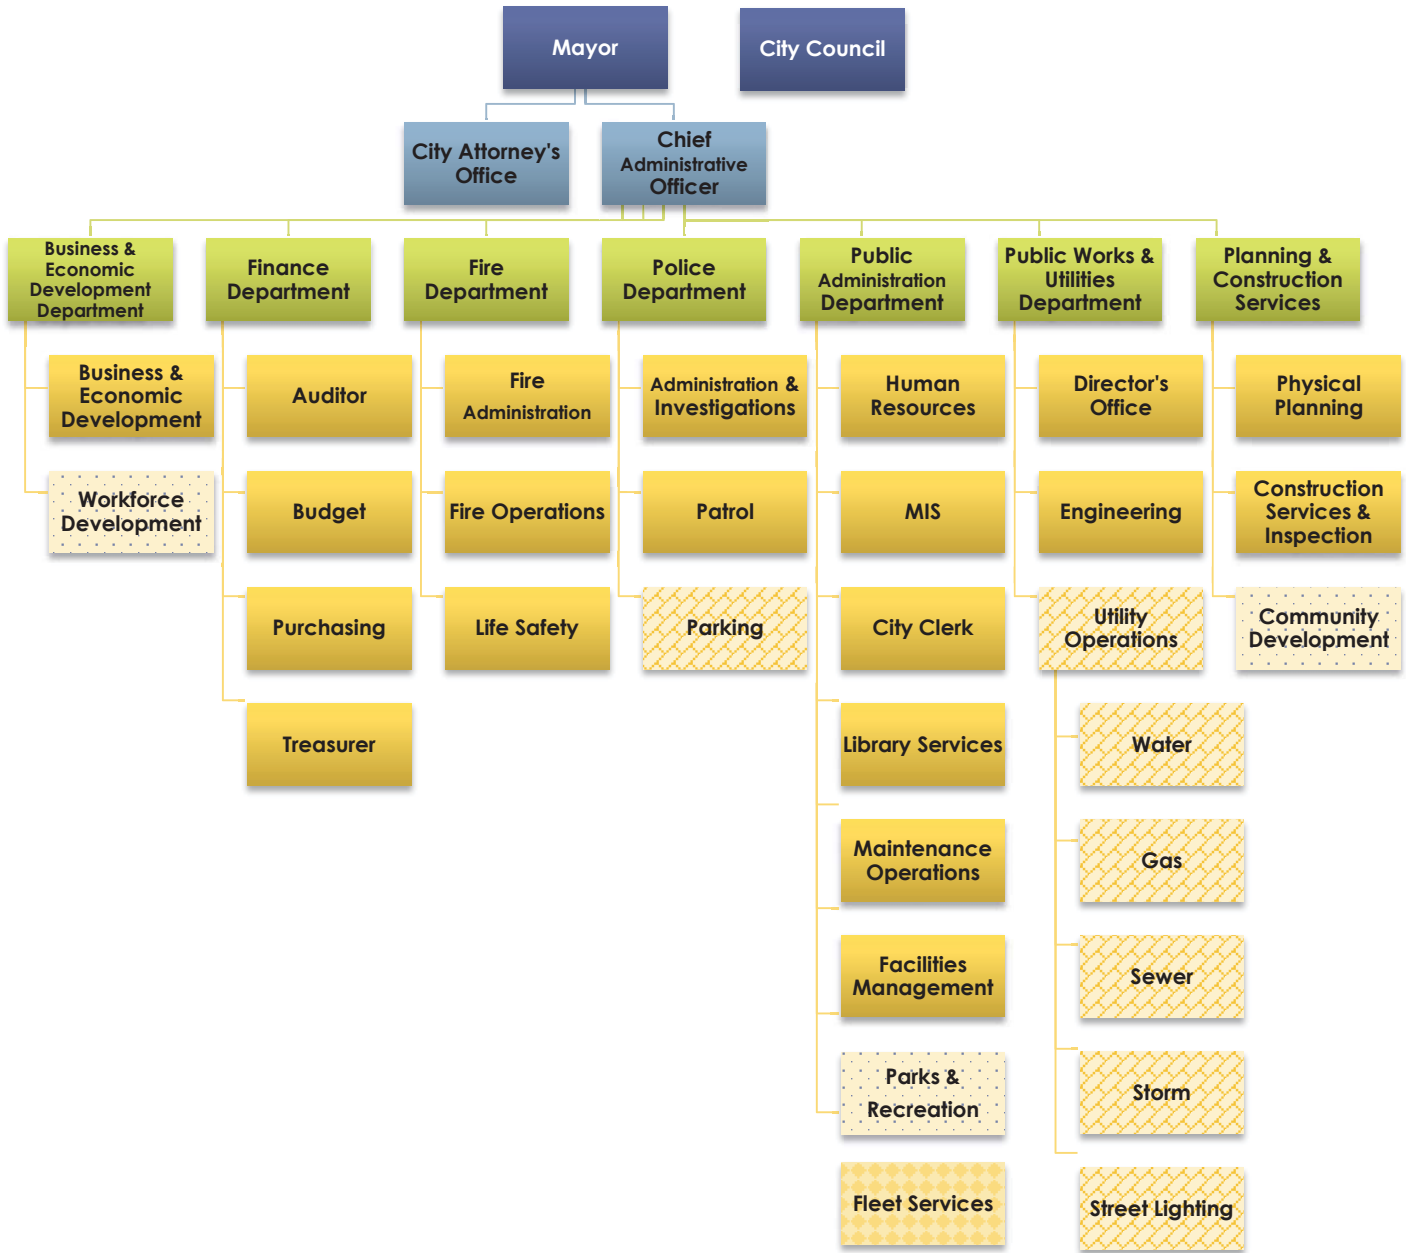 Mayor
City Council
City Attorney's
Office
Chief
Administrative
Officer
Business &
Economic
Development
Department
Finance
Department
Fire
Department
Police
Department
Public
Administration
Department
Public Works &
Utilities
Department
Planning &
Construction
Services
Business &
Economic
Development
Auditor
Fire
Administration
Administration &
Investigations
Human
Resources
Director's
Office
Physical
Planning
Workforce
Development
Budget
Fire Operations
Patrol
MIS
Engineering
Construction
Services &
Inspection
Purchasing
Life Safety
Parking
City Clerk
Utility
Operations
Community
Development
Treasurer
Library Services
Water
Maintenance
Operations
Gas
Facilities
Management
Sewer
Parks &
Recreation
Storm
Fleet Services
Street Lighting